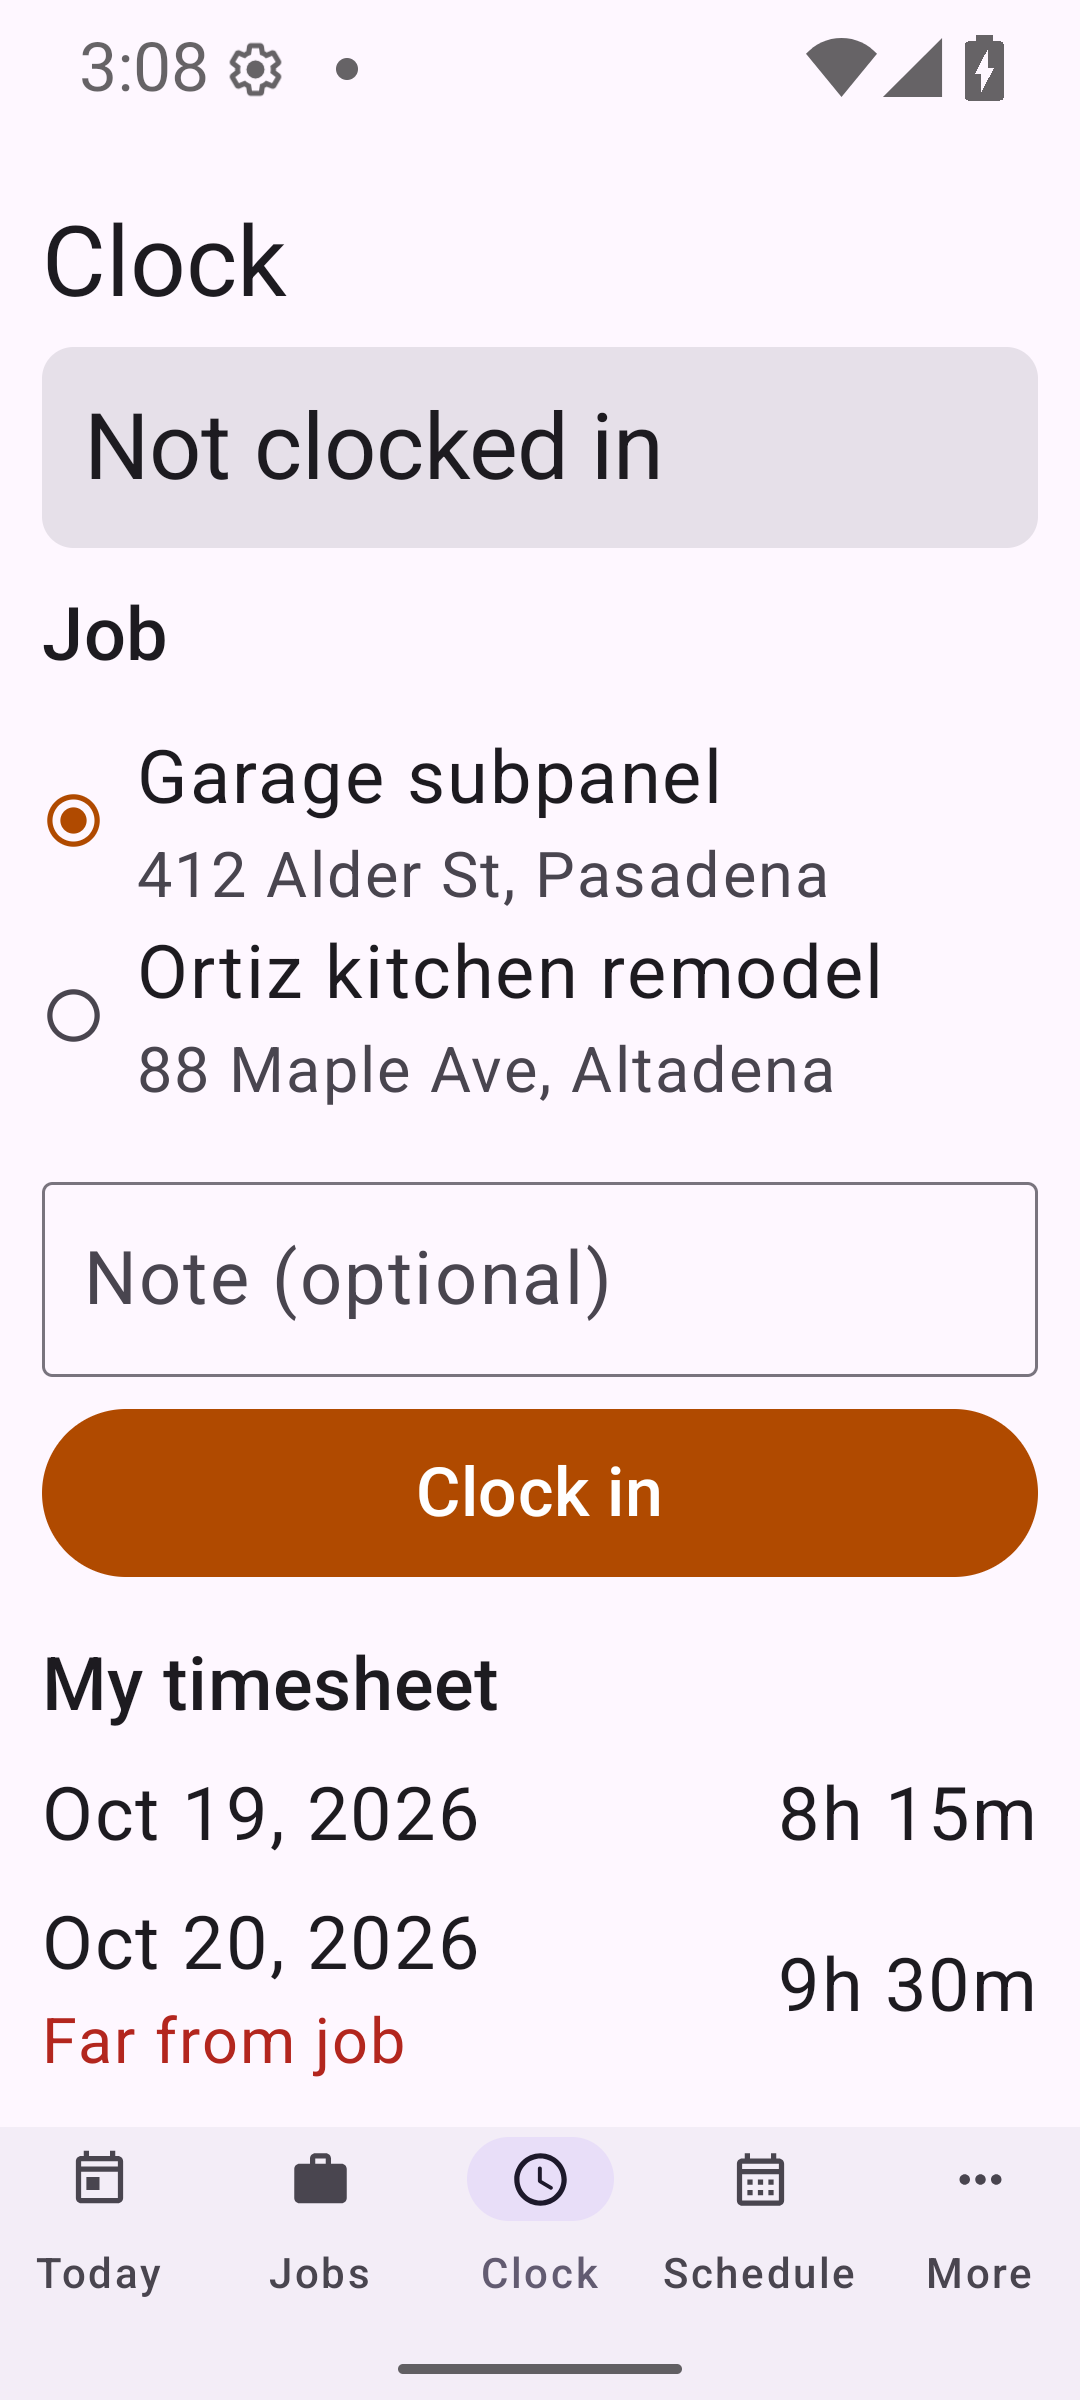 3:08
Clock
Not clocked in
Job
Garage subpanel
412 Alder St, Pasadena
Ortiz kitchen remodel
88 Maple Ave, Altadena
Note (optional)
Clock in
My timesheet
Oct 19, 2026 8h 15m
Oct 20, 2026 9h 30m
Far from job
Today Jobs Clock Schedule More